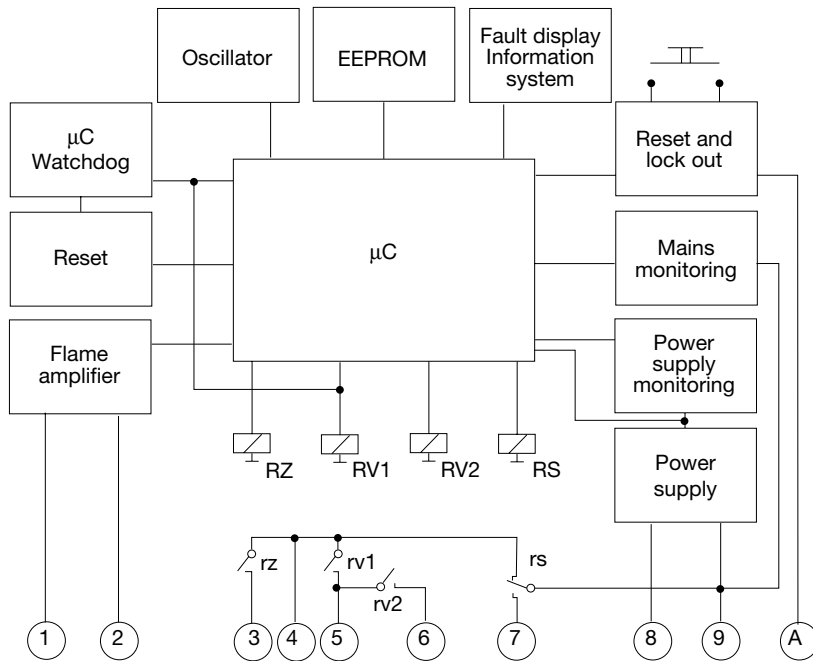 Oscillator
EEPROM
Fault display
Information
system
μC
Watchdog
Reset and
lock out
Reset
μC
Mains
monitoring
Flame
amplifier
Power
supply
monitoring
RZ
RV1
RV2
RS
Power
supply
rz
rv1
rv2
rs
1
2
3
4
5
6
7
8
9
A